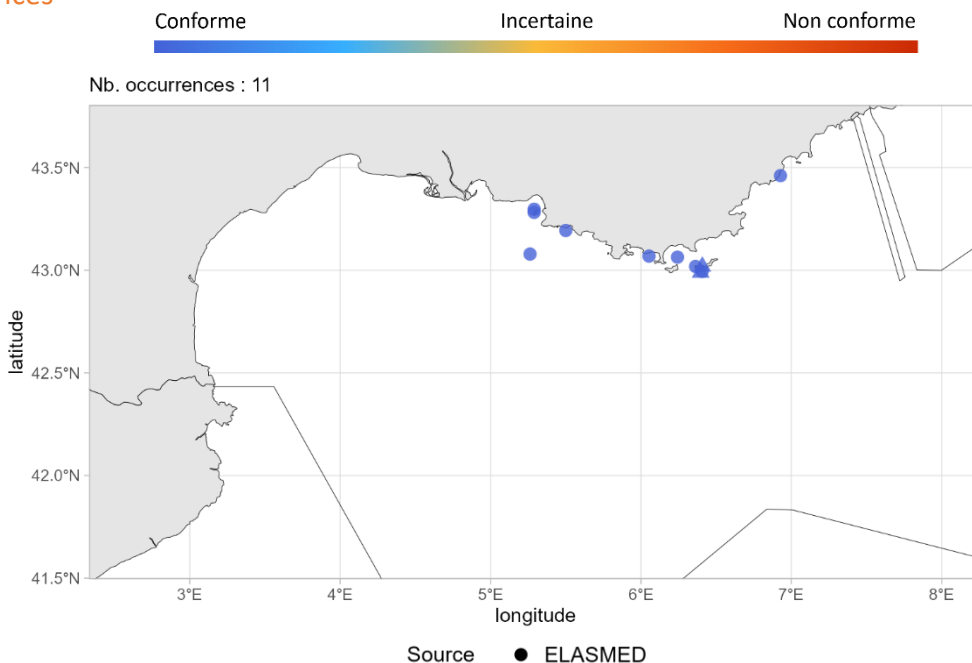 Conforme Incertaine Non conforme
Nb. occurrences : 11
43.5°N
43.0°N
42.5°N
42.0°N
41.5°N
latitude
3°E 4°E 5°E 6°E 7°E 8°E
longitude
Source ELASMED